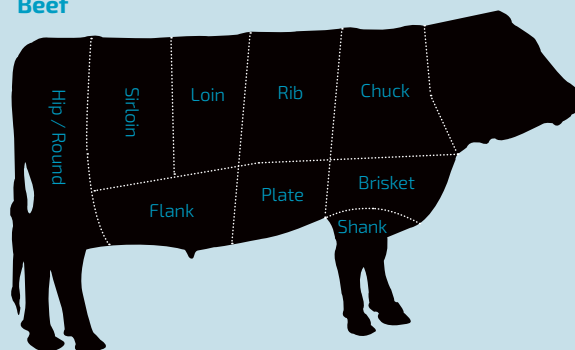 Beef
Hip / Round
Sirloin
Loin
Rib
Chuck
Flank
Plate
Brisket
Shank